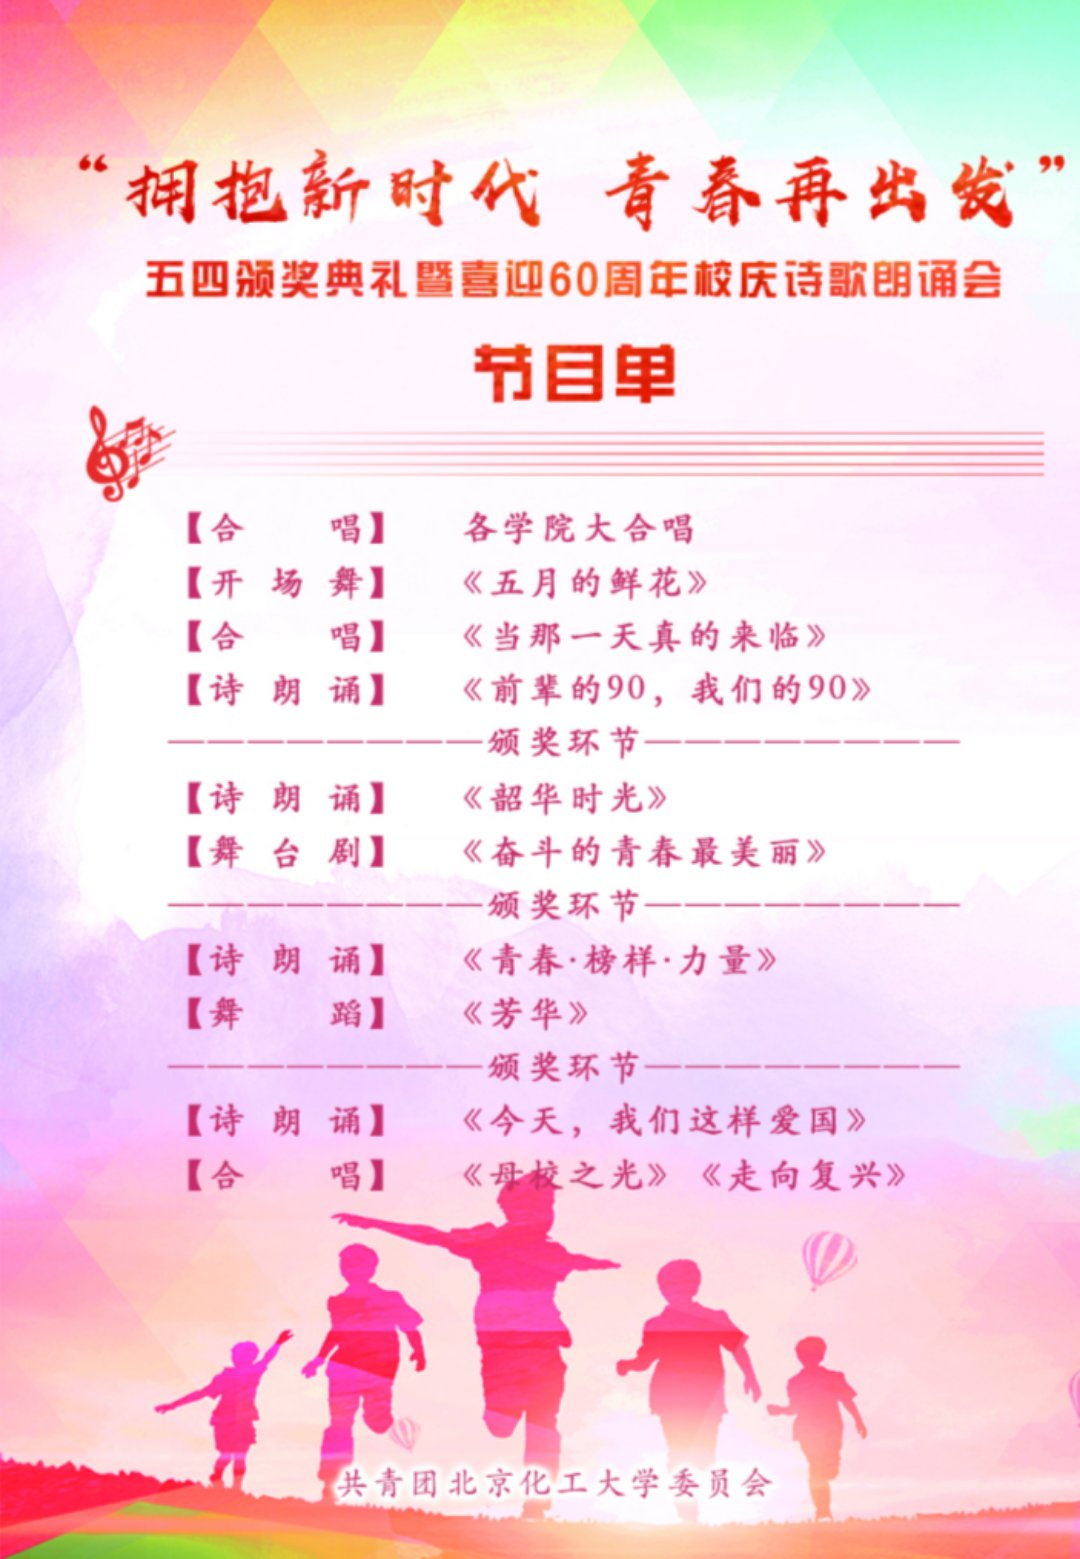 “拥抱新时代 青春再出发”
五四颁奖典礼暨喜迎60周年校庆诗歌朗诵会
节目单
【合 唱】 各学院大合唱
【开 场 舞】 《五月的鲜花》
【合 唱】 《当那一天真的来临》
【诗 朗 诵】 《前辈的90，我们的90》
————————颁奖环节————————
【诗 朗 诵】 《韶华时光》
【舞 台 剧】 《奋斗的青春最美丽》
————————颁奖环节————————
【诗 朗 诵】 《青春·榜样·力量》
【舞 蹈】 《芳华》
————————颁奖环节————————
【诗 朗 诵】 《今天，我们这样爱国》
【合 唱】 《母校之光》 《走向复兴》
共青团北京化工大学委员会